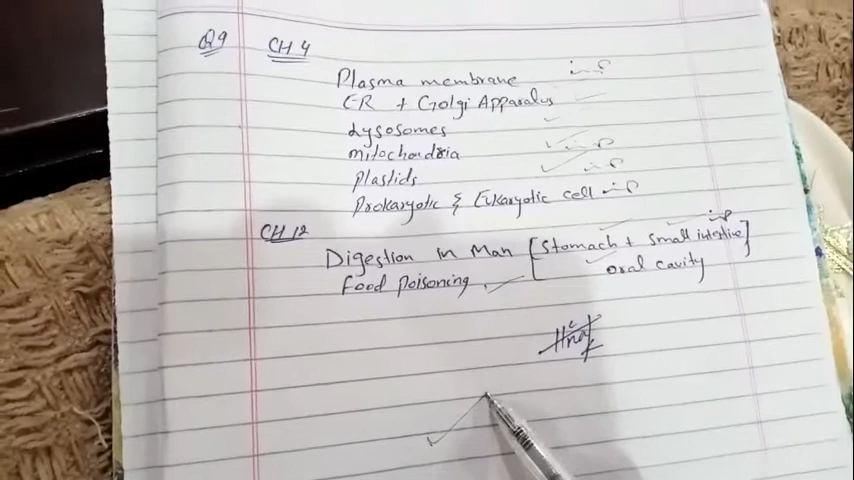 Q9 CH 4
Plasma membrane
ER + Golgi Apparatus
Lysosomes
mitochondria
Plastids
Prokaryotic & Eukaryotic cell
CH 12
Digestion in Man [Stomach + small intestine]
oral cavity
Food Poisoning